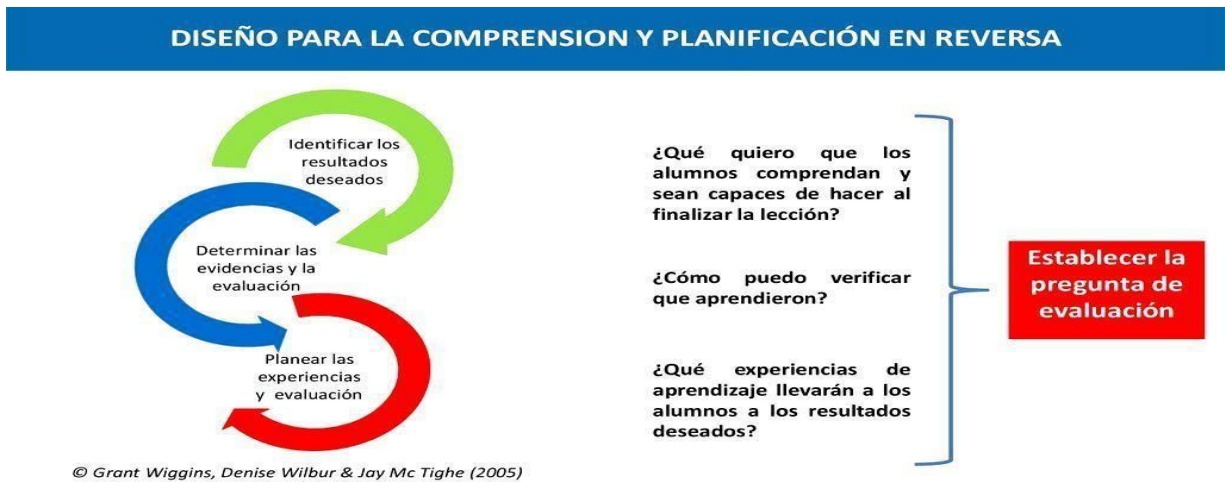 DISEÑO PARA LA COMPRENSION Y PLANIFICACIÓN EN REVERSA
Identificar los
resultados
deseados
Determinar las
evidencias y la
evaluación
Planear las
experiencias
y evaluación
¿Qué quiero que los
alumnos comprendan y
sean capaces de hacer al
finalizar la lección?
¿Cómo puedo verificar
que aprendieron?
¿Qué experiencias de
aprendizaje llevarán a los
alumnos a los resultados
deseados?
Establecer la
pregunta de
evaluación
© Grant Wiggins, Denise Wilbur & Jay Mc Tighe (2005)